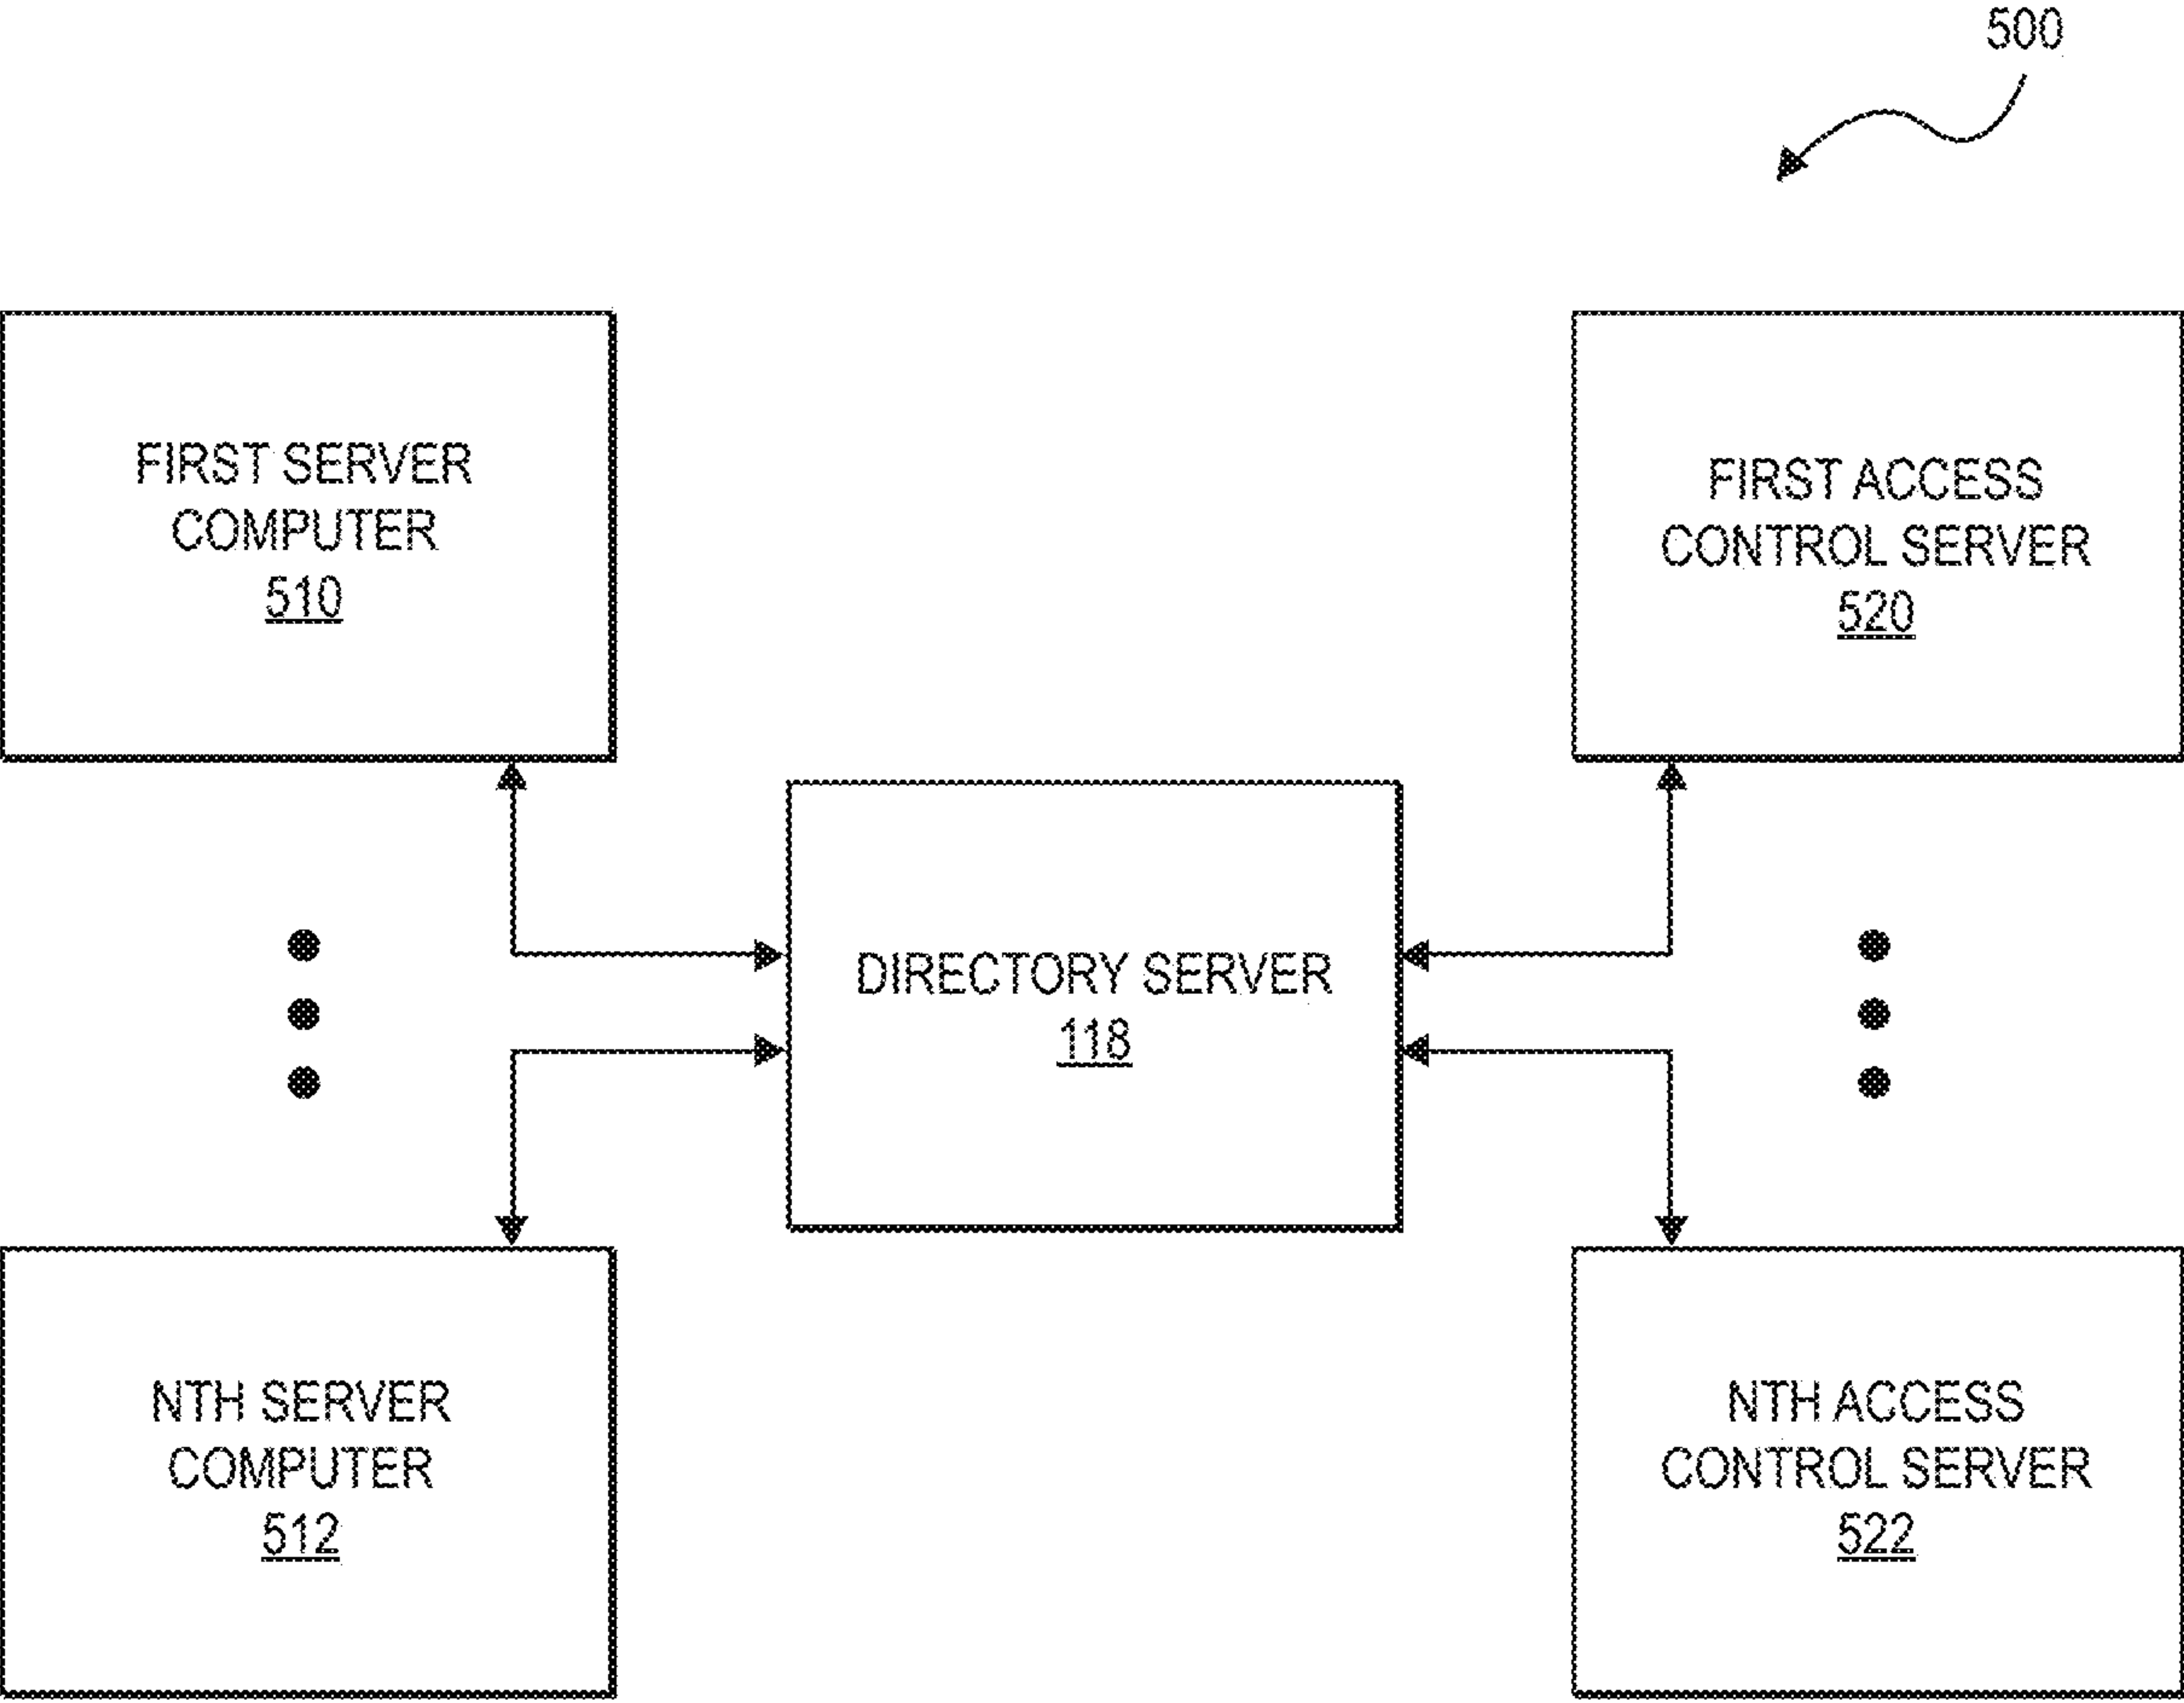 500
FIRST SERVER
COMPUTER
510
FIRST ACCESS
CONTROL SERVER
520
DIRECTORY SERVER
118
NTH SERVER
COMPUTER
512
NTH ACCESS
CONTROL SERVER
522